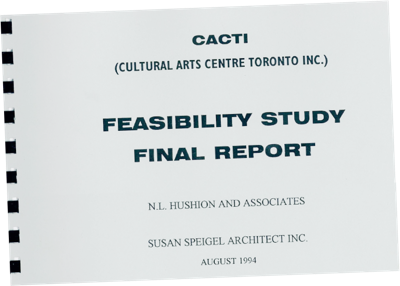 CACTI
(CULTURAL ARTS CENTRE TORONTO INC.)
FEASIBILITY STUDY
FINAL REPORT
N.L. HUSHION AND ASSOCIATES
SUSAN SPEIGEL ARCHITECT INC.
AUGUST 1994